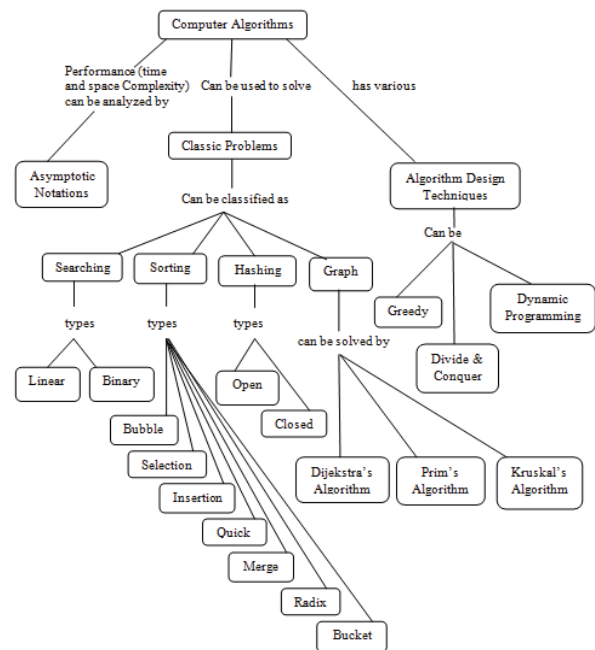 Computer Algorithms
Performance (time
and space Complexity)
can be analyzed by
Can be used to solve
has various
Classic Problems
Asymptotic
Notations
Algorithm Design
Techniques
Can be classified as
Can be
Searching
Sorting
Hashing
Graph
Greedy
Dynamic
Programming
types
types
types
can be solved by
Divide &
Conquer
Linear
Binary
Open
Closed
Bubble
Selection
Insertion
Quick
Merge
Radix
Bucket
Dijekstra's
Algorithm
Prim's
Algorithm
Kruskal's
Algorithm